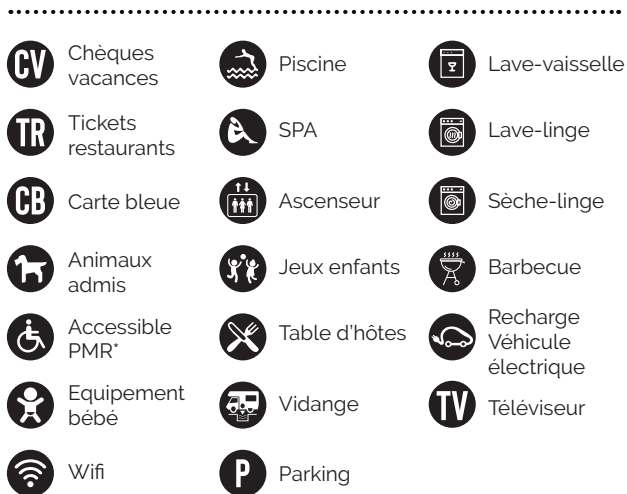 CV
Chèques
vacances
TR
Tickets
restaurants
CB
Carte bleue
Animaux
admis
Accessible
PMR*
Equipement
bébé
Wifi
Piscine
SPA
Ascenseur
Jeux enfants
Table d'hôtes
Vidange
P
Parking
Lave-vaisselle
Lave-linge
Sèche-linge
Barbecue
Recharge
Véhicule
électrique
TV
Téléviseur